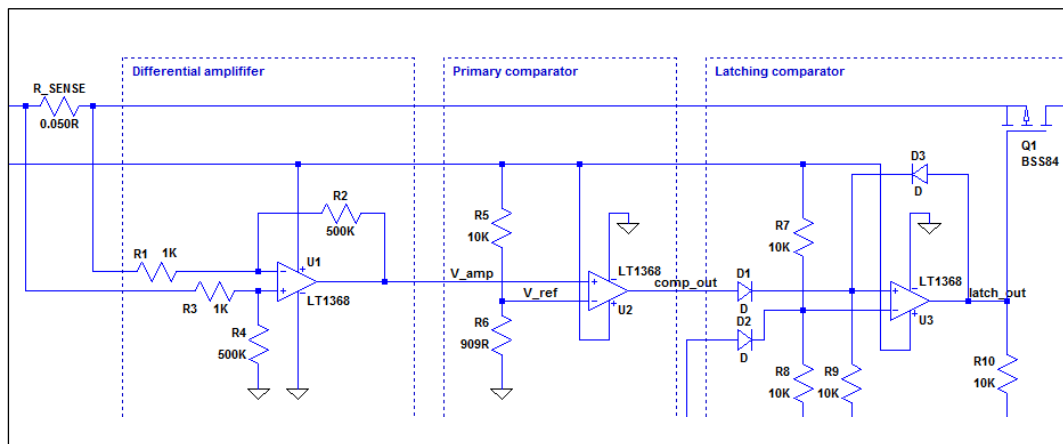 Differential amplififer
Primary comparator
Latching comparator
R_SENSE
0.050R
Q1
BSS84
D3
D
R2
500K
R5
10K
R7
10K
R1
1K
U1
LT1368
LT1368
LT1368
V_amp
comp_out
D1
D
latch_out
R3
1K
V_ref
U2
U3
R4
500K
R6
909R
D2
D
R8
10K
R9
10K
R10
10K